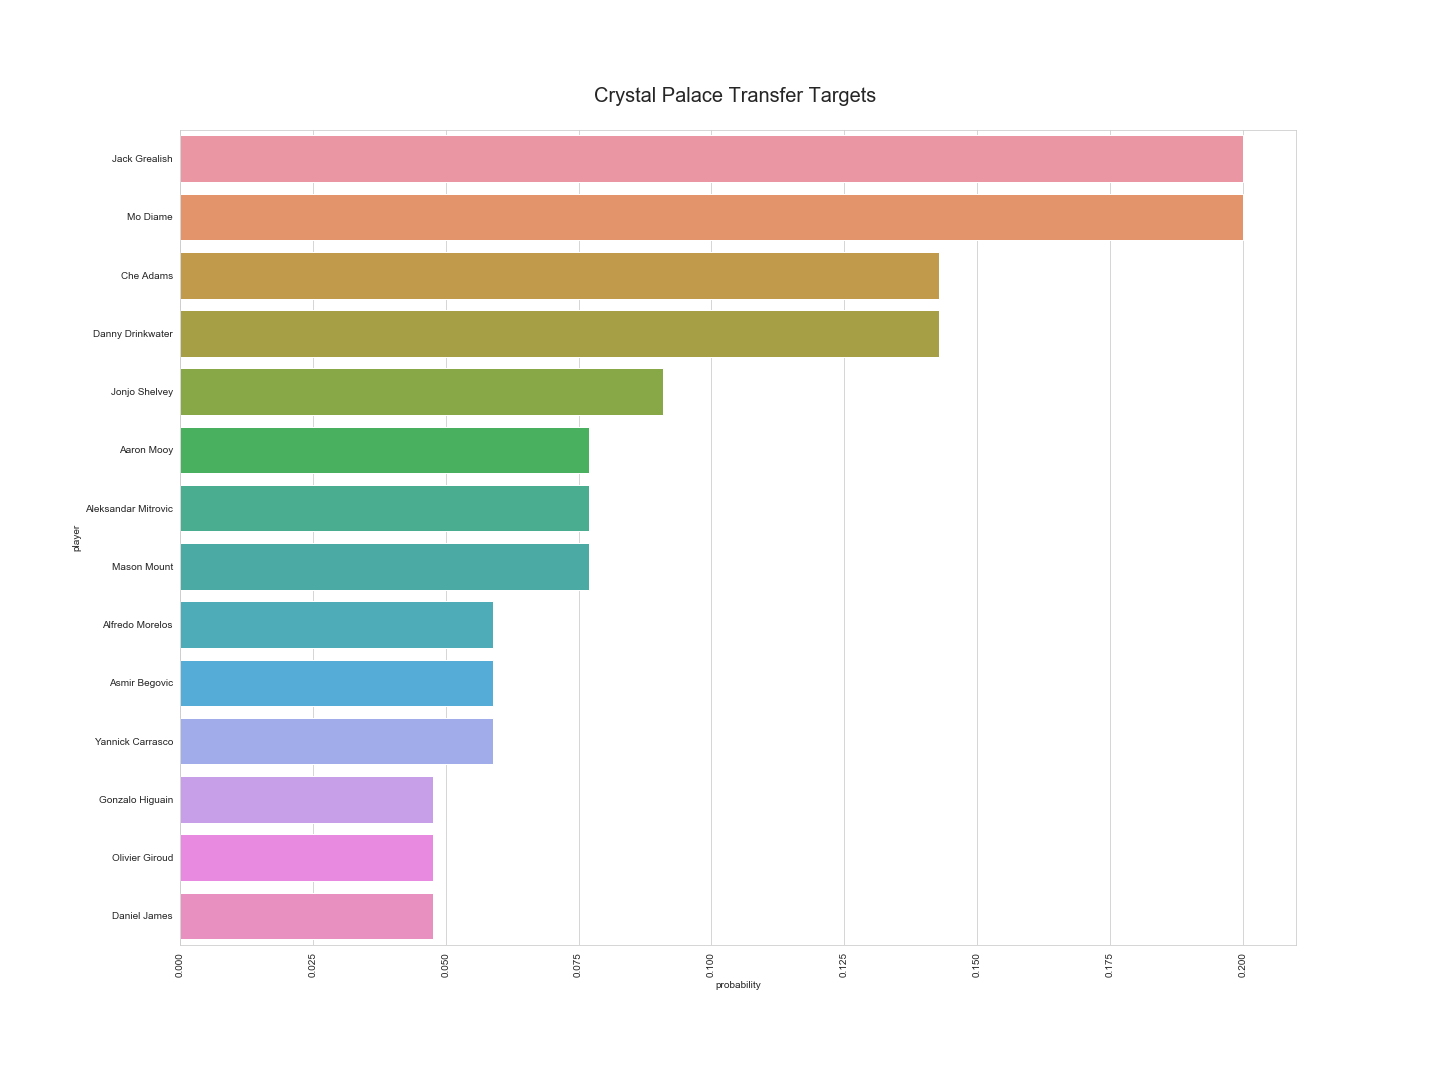 Crystal Palace Transfer Targets
Jack Grealish
Mo Diame
Che Adams
Danny Drinkwater
Jonjo Shelvey
Aaron Mooy
Aleksandar Mitrovic
Mason Mount
Alfredo Morelos
Asmir Begovic
Yannick Carrasco
Gonzalo Higuain
Olivier Giroud
Daniel James
player
0.000
0.025
0.050
0.075
0.100
0.125
0.150
0.175
0.200
probability